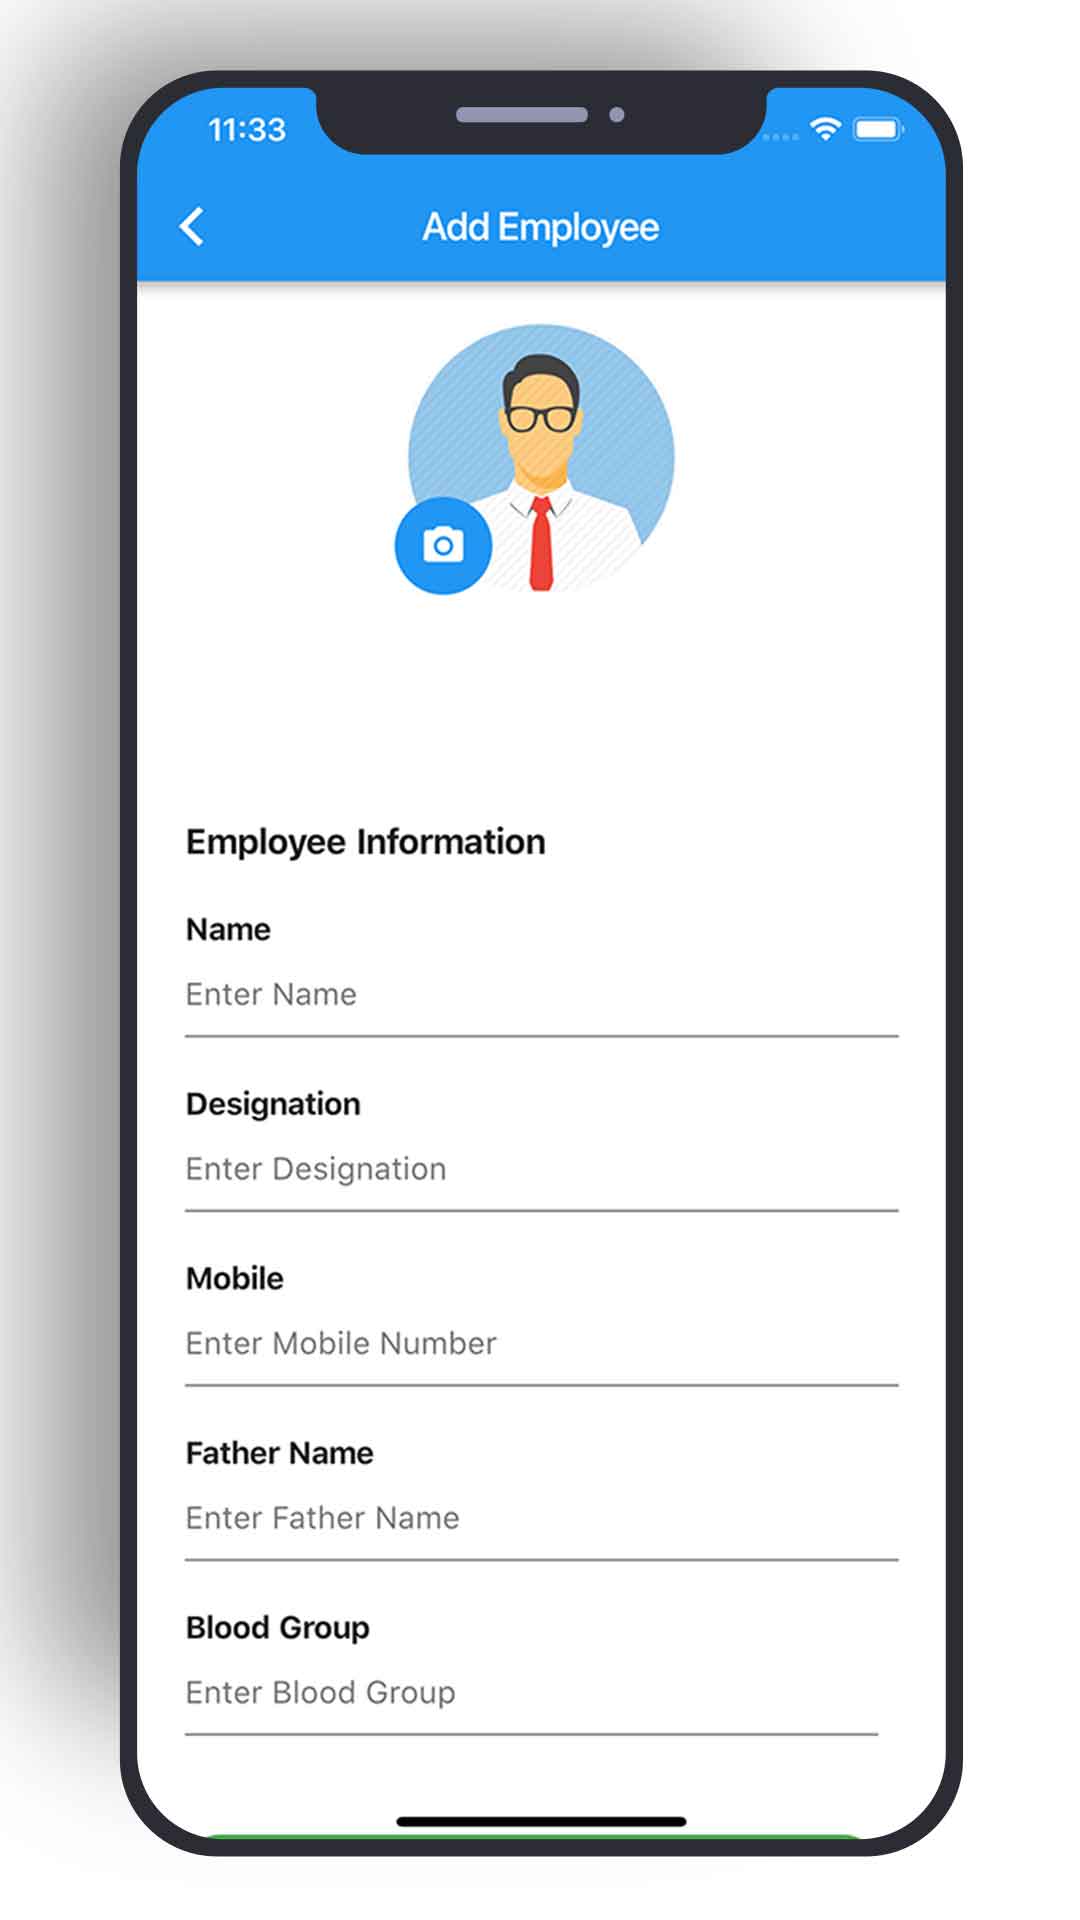 11:33
Add Employee
Employee Information
Name
Enter Name
Designation
Enter Designation
Mobile
Enter Mobile Number
Father Name
Enter Father Name
Blood Group
Enter Blood Group